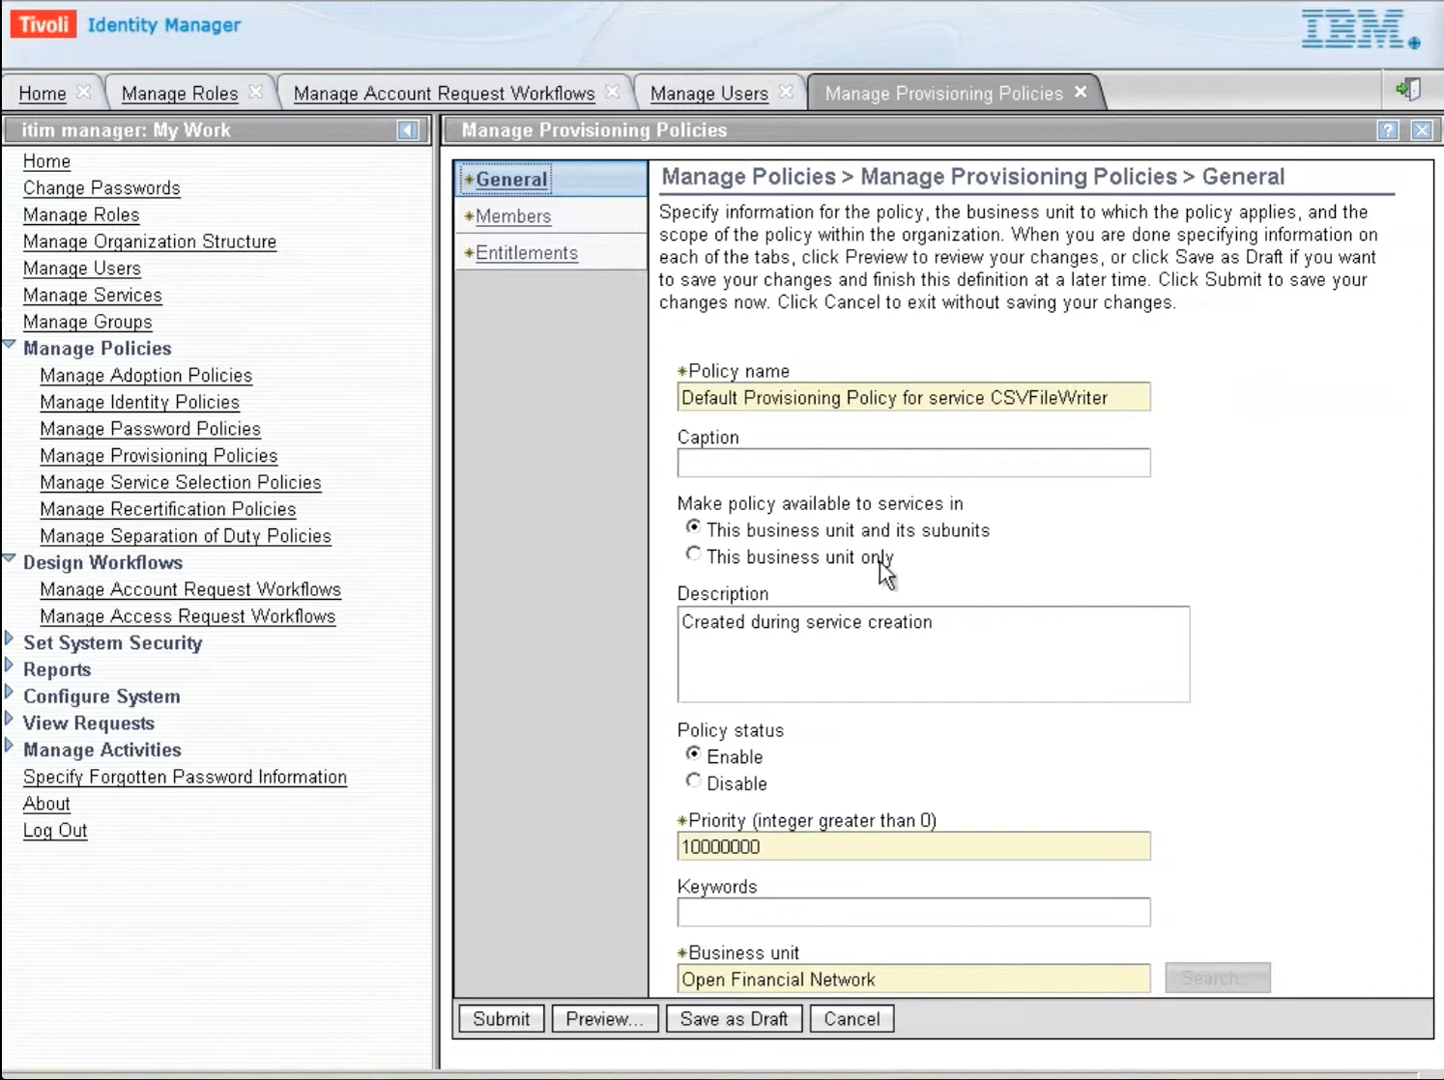 Tivoli Identity Manager
IBM
Home
Manage Roles
Manage Account Request Workflows
Manage Users
Manage Provisioning Policies
itim manager: My Work
Home
Change Passwords
Manage Roles
Manage Organization Structure
Manage Users
Manage Services
Manage Groups
Manage Policies
Manage Adoption Policies
Manage Identity Policies
Manage Password Policies
Manage Provisioning Policies
Manage Service Selection Policies
Manage Recertification Policies
Manage Separation of Duty Policies
Design Workflows
Manage Account Request Workflows
Manage Access Request Workflows
Set System Security
Reports
Configure System
View Requests
Manage Activities
Specify Forgotten Password Information
About
Log Out
Manage Provisioning Policies
?
*General
*Members
*Entitlements
Manage Policies > Manage Provisioning Policies > General
Specify information for the policy, the business unit to which the policy applies, and the
scope of the policy within the organization. When you are done specifying information on
each of the tabs, click Preview to review your changes, or click Save as Draft if you want
to save your changes and finish this definition at a later time. Click Submit to save your
changes now. Click Cancel to exit without saving your changes.
*Policy name
Default Provisioning Policy for service CSVFileWriter
Caption
Make policy available to services in
This business unit and its subunits
This business unit only
Description
Created during service creation
Policy status
Enable
Disable
*Priority (integer greater than 0)
10000000
Keywords
*Business unit
Open Financial Network
Search...
Submit
Preview...
Save as Draft
Cancel